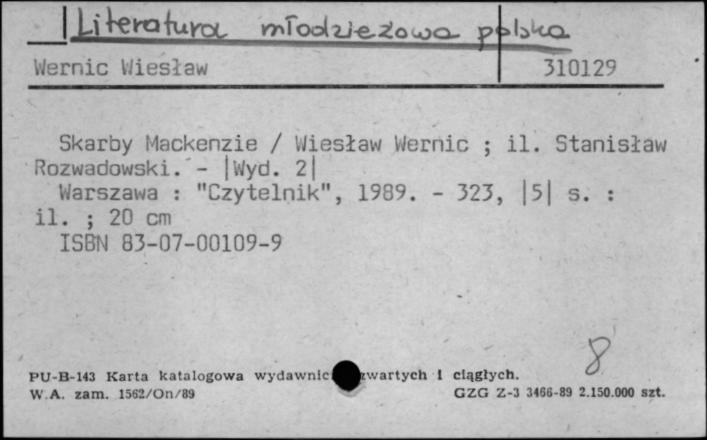 Literatura młodzieżowa polska
Wernic Wiesław 310129
Skarby Mackenzie / Wiesław Wernic ; il. Stanisław
Rozwadowski. - |Wyd. 2|
Warszawa : "Czytelnik", 1989. - 323, |5| s. :
il. ; 20 cm
ISBN 83-07-00109-9
8
PU-B-143 Karta katalogowa wydawnic wartych i ciągłych.
W.A. zam. 1562/On/89 GZG Z-3 3466-89 2.150.000 szt.